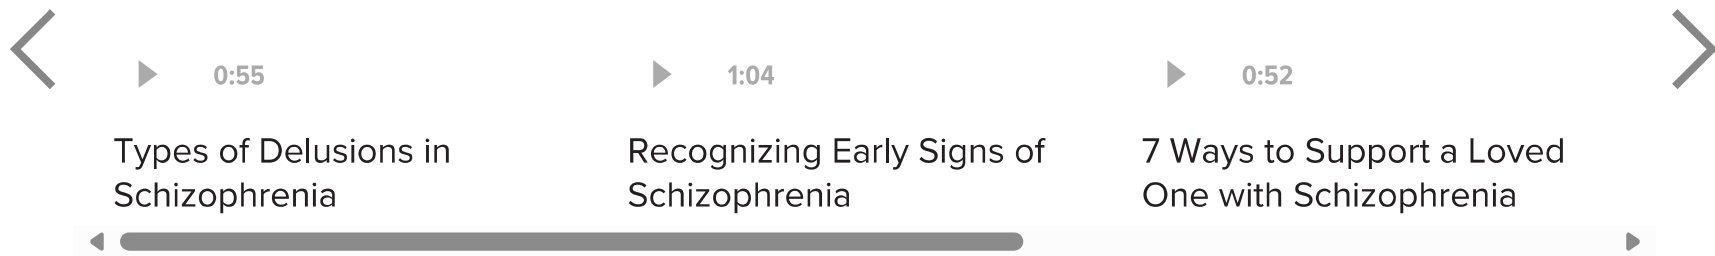 0:55
Types of Delusions in
Schizophrenia
1:04
Recognizing Early Signs of
Schizophrenia
0:52
7 Ways to Support a Loved
One with Schizophrenia